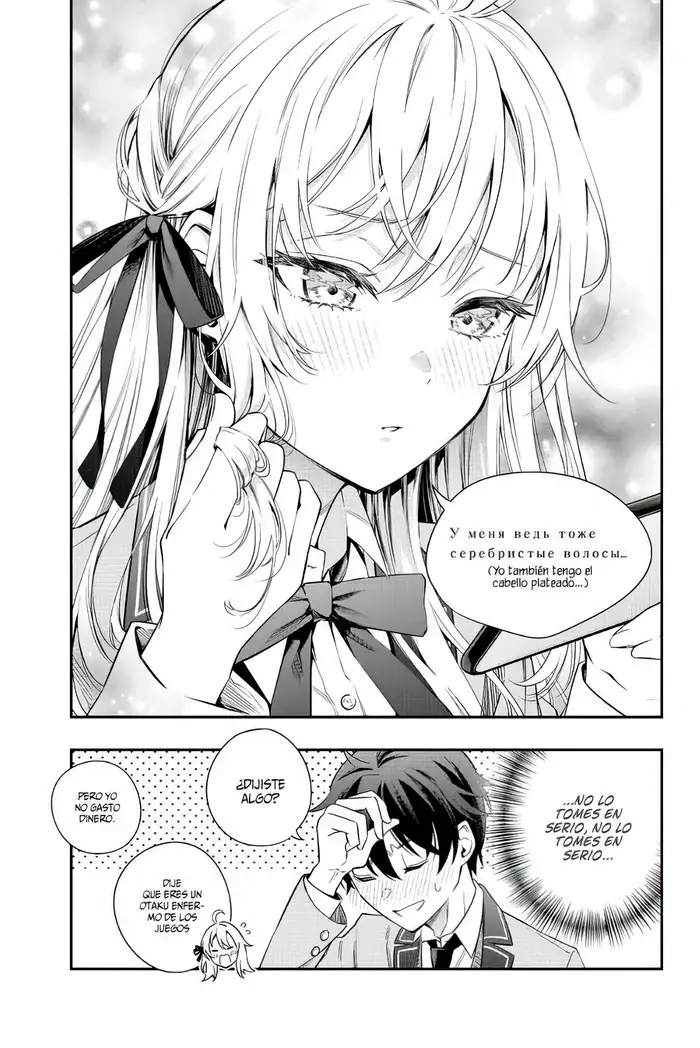 У меня ведь тоже
серебристые волосы...
(Yo también tengo el
cabello plateado...)
¿DIJISTE
ALGO?
PERO YO
NO GASTO
DINERO.
DIJE
QUE ERES UN
OTAKU ENFER-
MO DE LOS
JUEGOS
...NO LO
TOMES EN
SERIO, NO LO
TOMES EN
SERIO...